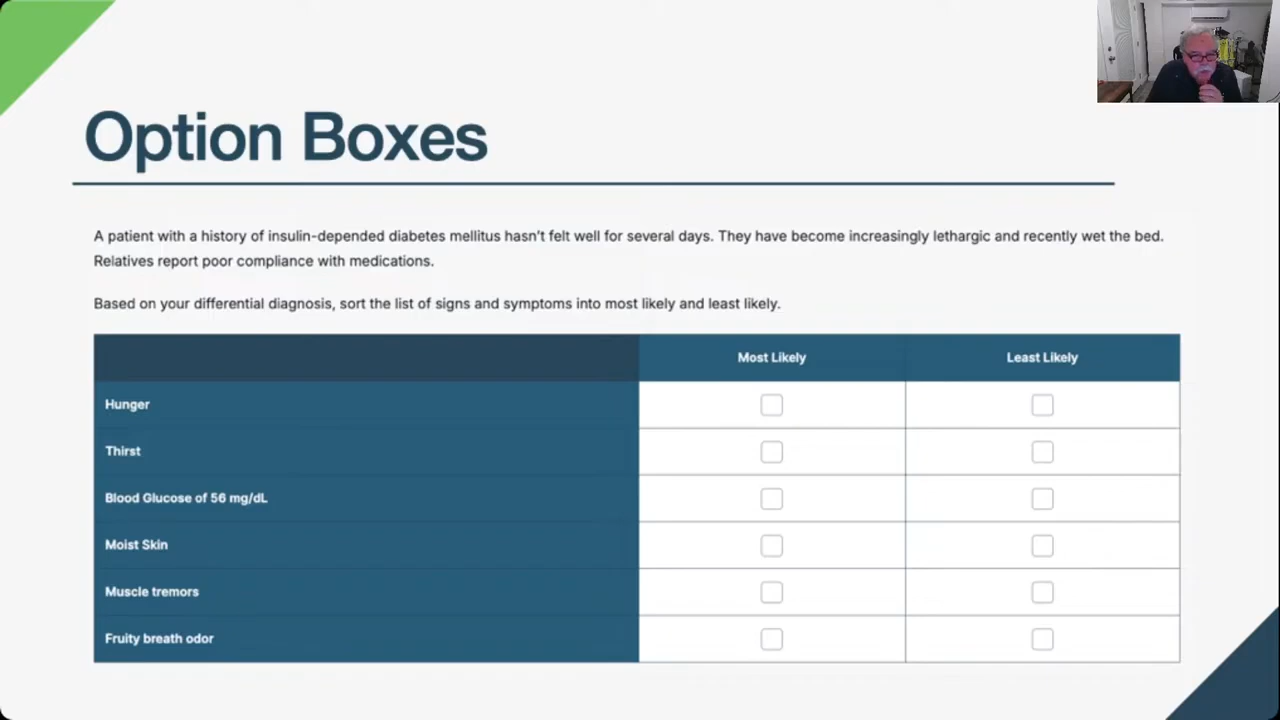 Option Boxes
A patient with a history of insulin-depended diabetes mellitus hasn't felt well for several days. They have become increasingly lethargic and recently wet the bed.
Relatives report poor compliance with medications.
Based on your differential diagnosis, sort the list of signs and symptoms into most likely and least likely.
Most Likely Least Likely
Hunger
Thirst
Blood Glucose of 56 mg/dL
Moist Skin
Muscle tremors
Fruity breath odor